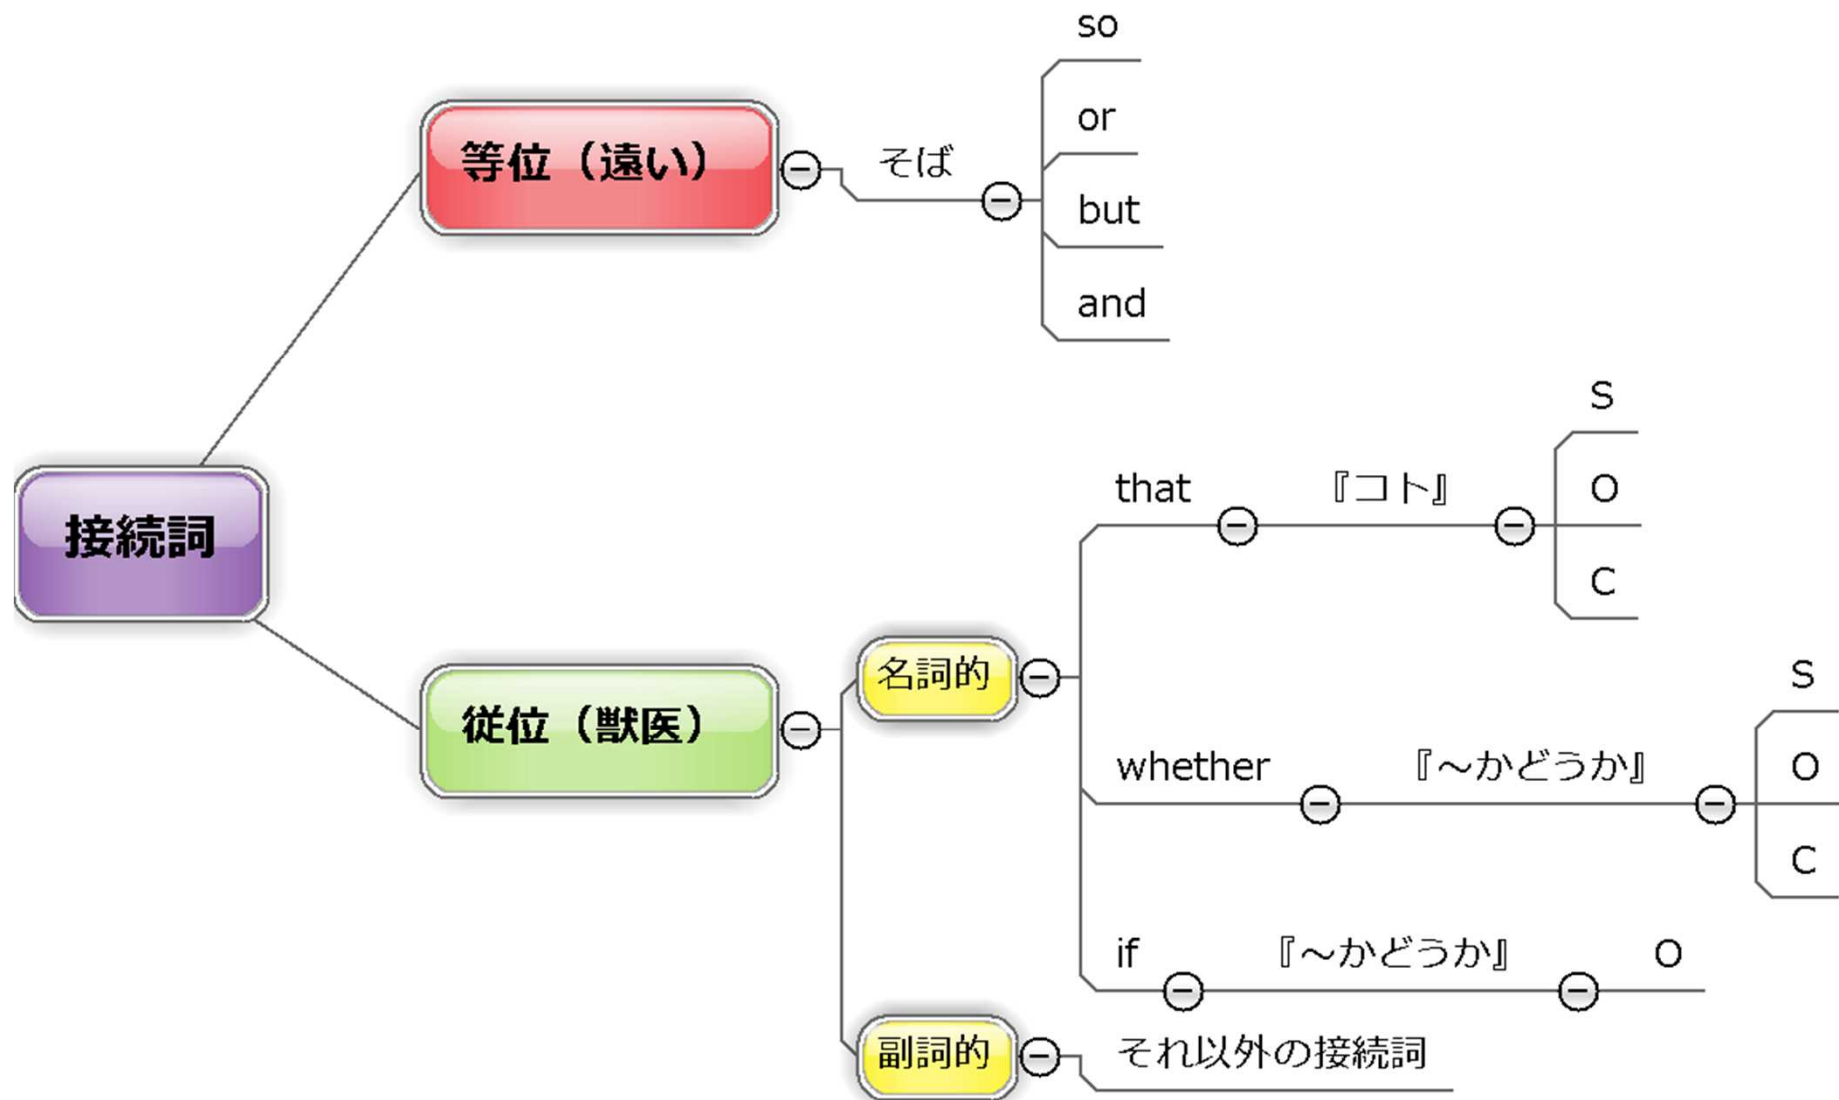 接続詞
等位（遠い）
そば
so
or
but
and
従位（獣医）
名詞的
that
『コト』
S
O
C
whether
『～かどうか』
S
O
C
if
『～かどうか』
O
副詞的
それ以外の接続詞